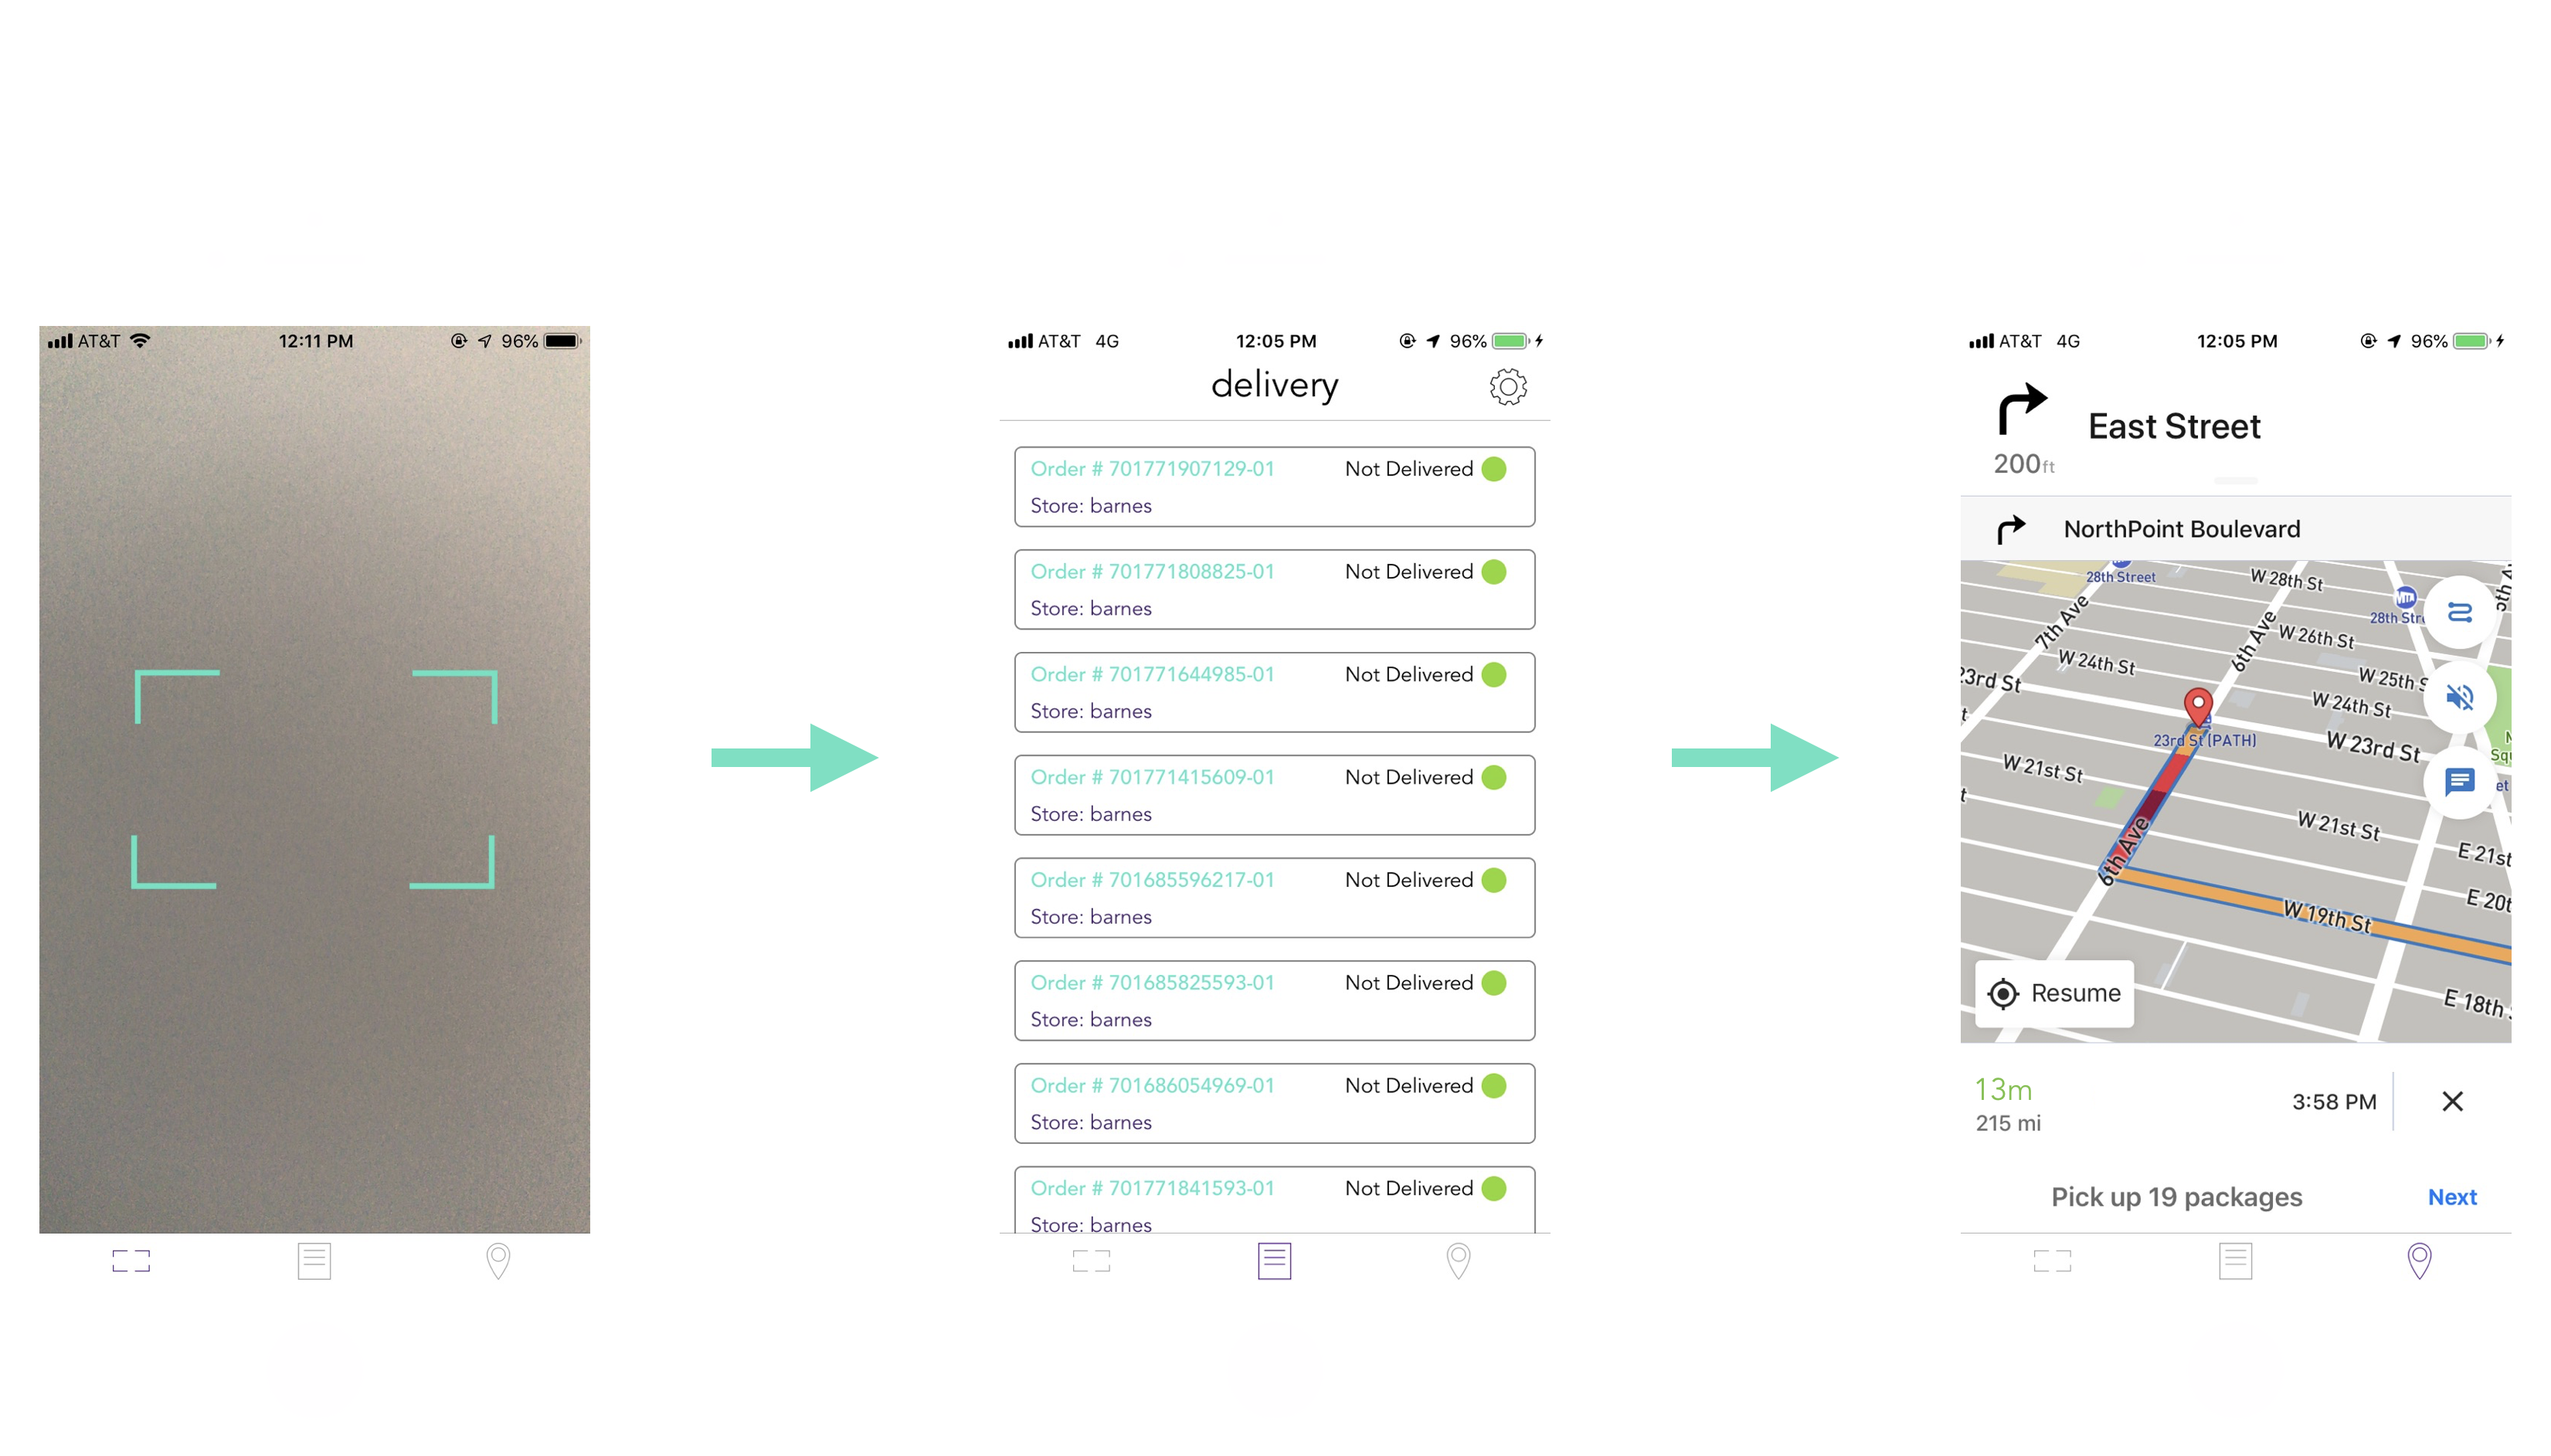 AT&T 12:11 PM 96%
AT&T 4G 12:05 PM 96%
delivery
Order # 701771907129-01 Not Delivered
Store: barnes
Order # 701771808825-01 Not Delivered
Store: barnes
Order # 701771644985-01 Not Delivered
Store: barnes
Order # 701771415609-01 Not Delivered
Store: barnes
Order # 701685596217-01 Not Delivered
Store: barnes
Order # 701685825593-01 Not Delivered
Store: barnes
Order # 701686054969-01 Not Delivered
Store: barnes
Order # 701771841593-01 Not Delivered
Store: barnes
AT&T 4G 12:05 PM 96%
East Street
200ft
NorthPoint Boulevard
28th Street
W 28th St
7th Ave
MTA
28th Str
6th Ave
W 26th St
W 24th St
W 25th S
23rd St
W 24th St
23rd St (PATH)
W 23rd St
Squ
W 21st St
et
W 21st St
6th Ave
E 21st
E 20t
W 19th St
Resume
E 18th
13m
215 mi
3:58 PM
Pick up 19 packages
Next